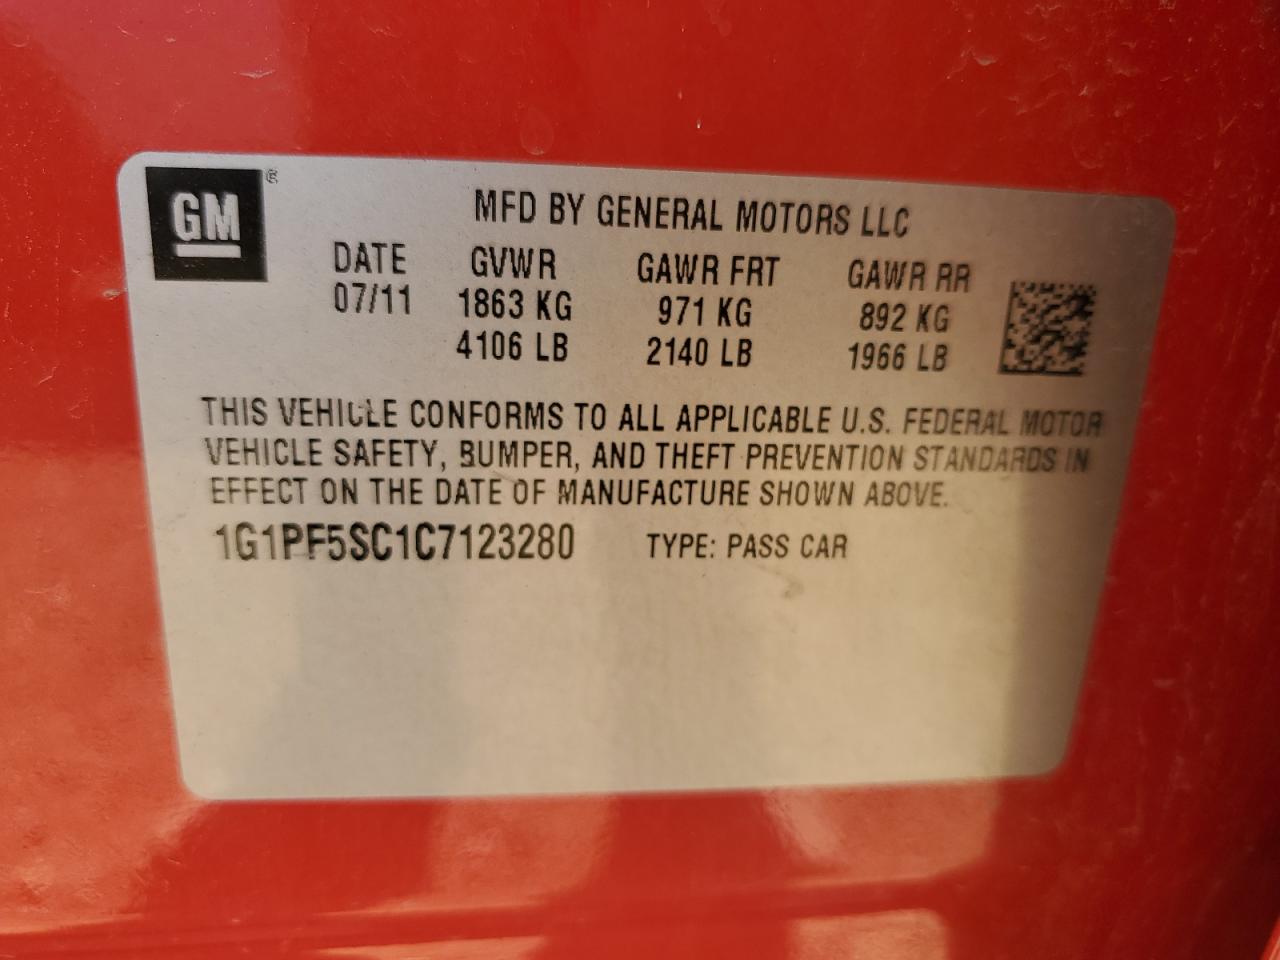 GM®
MFD BY GENERAL MOTORS LLC
DATE GVWR GAWR FRT GAWR RR
07/11 1863 KG 971 KG 892 KG
4106 LB 2140 LB 1966 LB
THIS VEHICLE CONFORMS TO ALL APPLICABLE U.S. FEDERAL MOTOR
VEHICLE SAFETY, BUMPER, AND THEFT PREVENTION STANDARDS IN
EFFECT ON THE DATE OF MANUFACTURE SHOWN ABOVE.
1G1PF5SC1C7123280 TYPE: PASS CAR